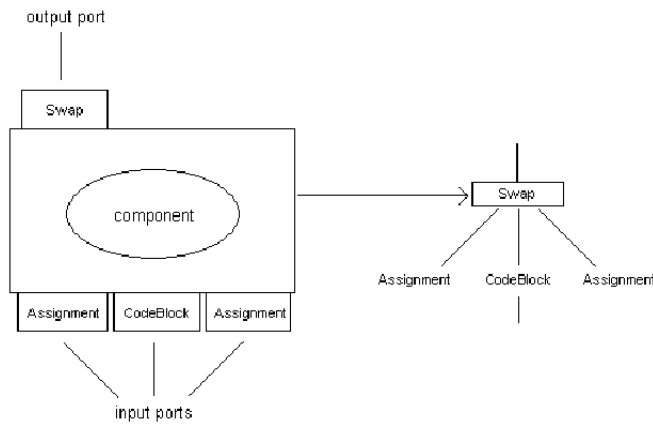 output port
Swap
component
Swap
Assignment CodeBlock Assignment
Assignment CodeBlock Assignment
input ports